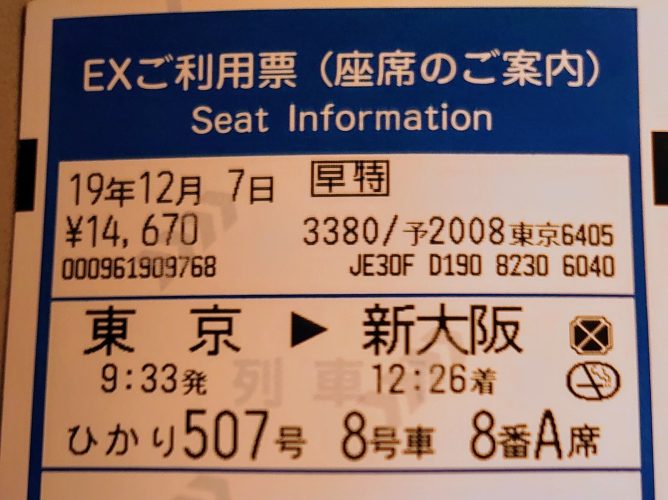 EXご利用票（座席のご案内）
Seat Information
19年12月 7日 早特
¥14,670 3380/予2008東京6405
000961909768 JE30F D190 8230 6040
東 京 ▶ 新大阪
9:33発 12:26着
ひかり507号 8号車 8番A席
列車